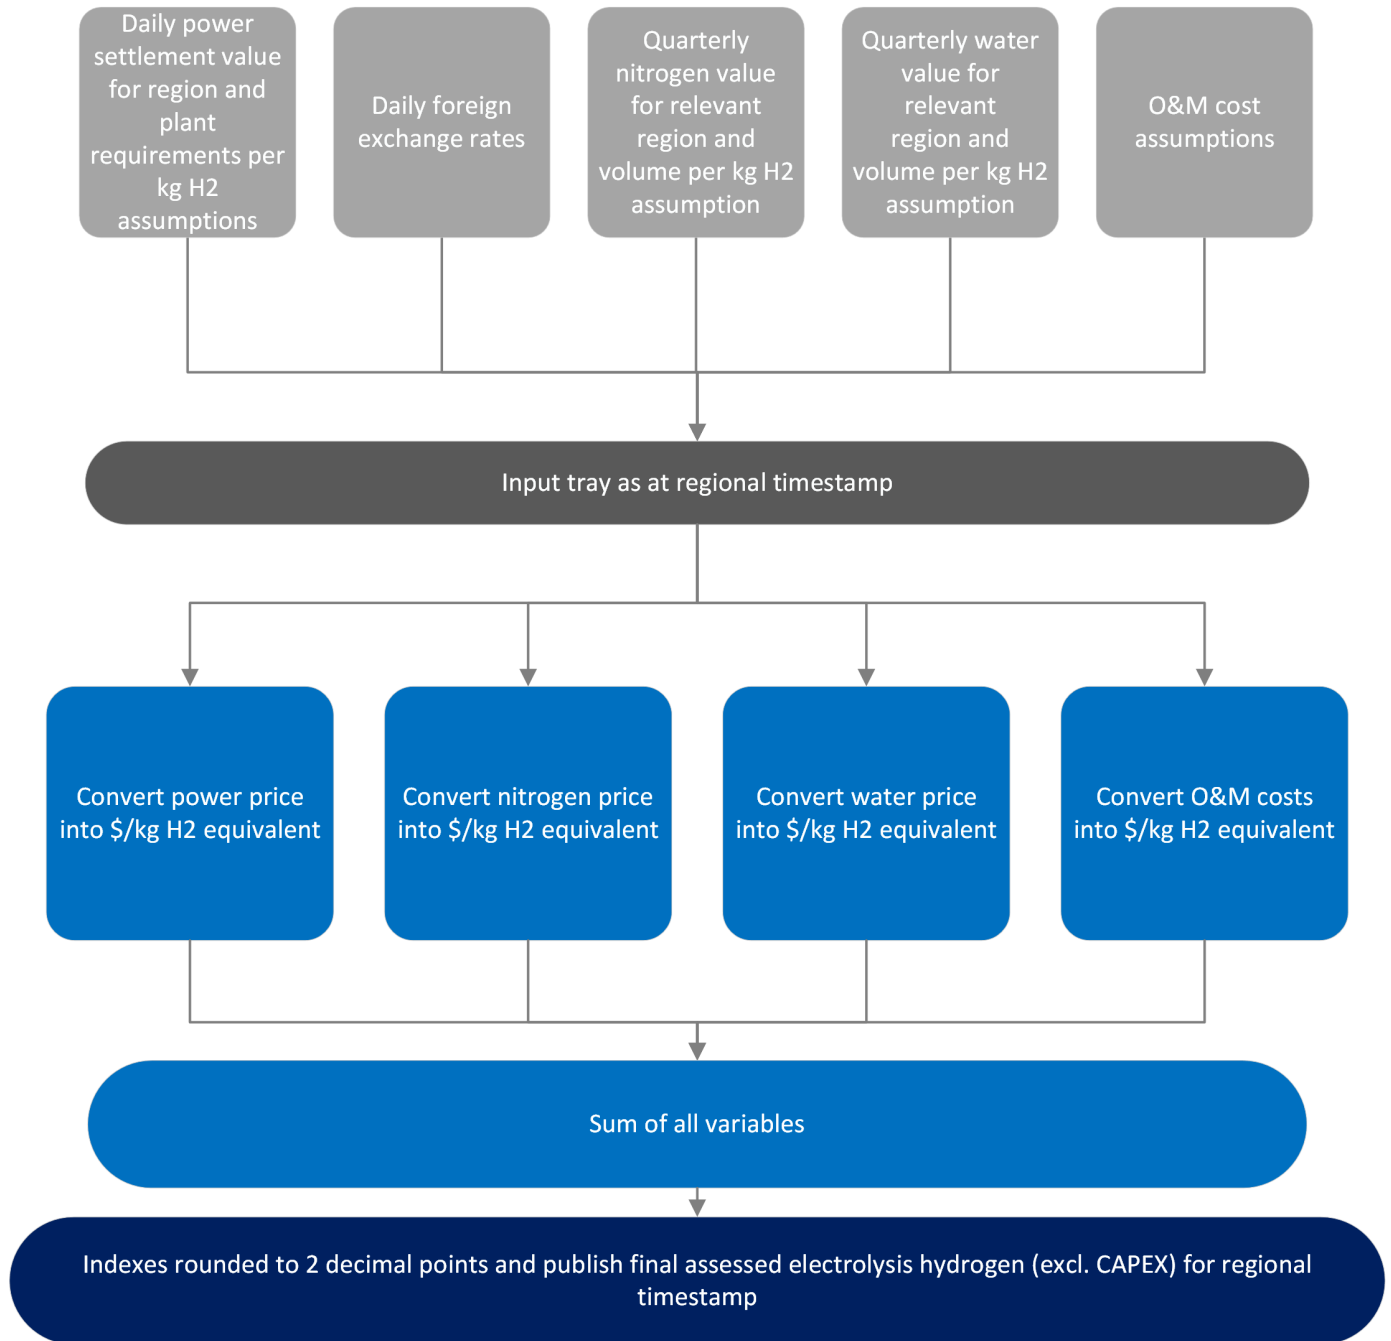 Daily power
settlement value
for region and
plant
requirements per
kg H2
assumptions
Daily foreign
exchange rates
Quarterly
nitrogen value
for relevant
region and
volume per kg H2
assumption
Quarterly water
value for
relevant
region and
volume per kg H2
assumption
O&M cost
assumptions
Input tray as at regional timestamp
Convert power price
into $/kg H2 equivalent
Convert nitrogen price
into $/kg H2 equivalent
Convert water price
into $/kg H2 equivalent
Convert O&M costs
into $/kg H2 equivalent
Sum of all variables
Indexes rounded to 2 decimal points and publish final assessed electrolysis hydrogen (excl. CAPEX) for regional
timestamp